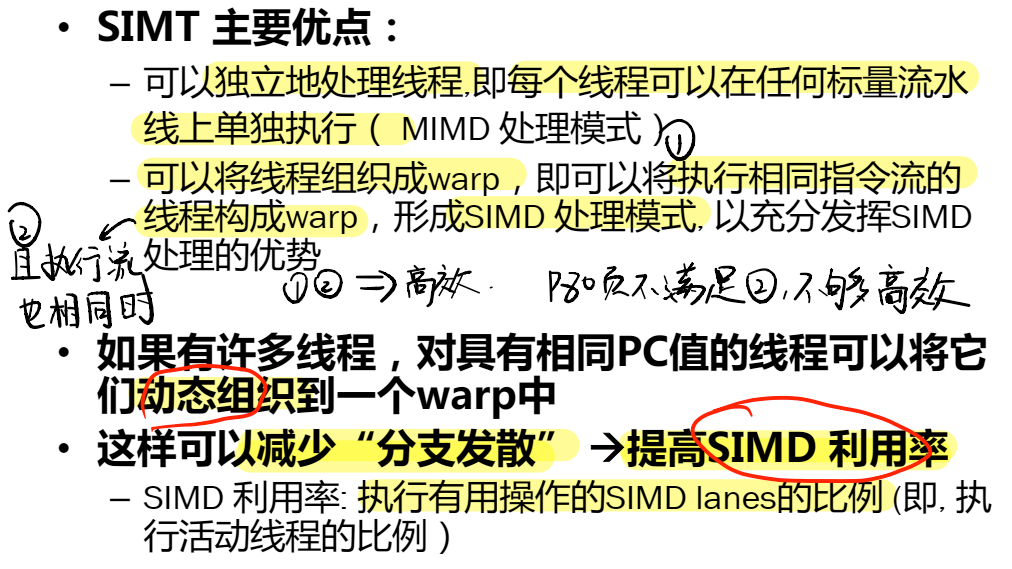 • SIMT 主要优点：
– 可以独立地处理线程,即每个线程可以在任何标量流水
线上单独执行（ MIMD 处理模式）①
– 可以将线程组织成warp，即可以将执行相同指令流的
线程构成warp，形成SIMD 处理模式, 以充分发挥SIMD
处理的优势
②
且执行流
也相同时
①② => 高效. P80页不满足②,不够高效
• 如果有许多线程，对具有相同PC值的线程可以将它
们动态组织到一个warp中
• 这样可以减少“分支发散” →提高SIMD 利用率
– SIMD 利用率: 执行有用操作的SIMD lanes的比例 (即, 执
行活动线程的比例）